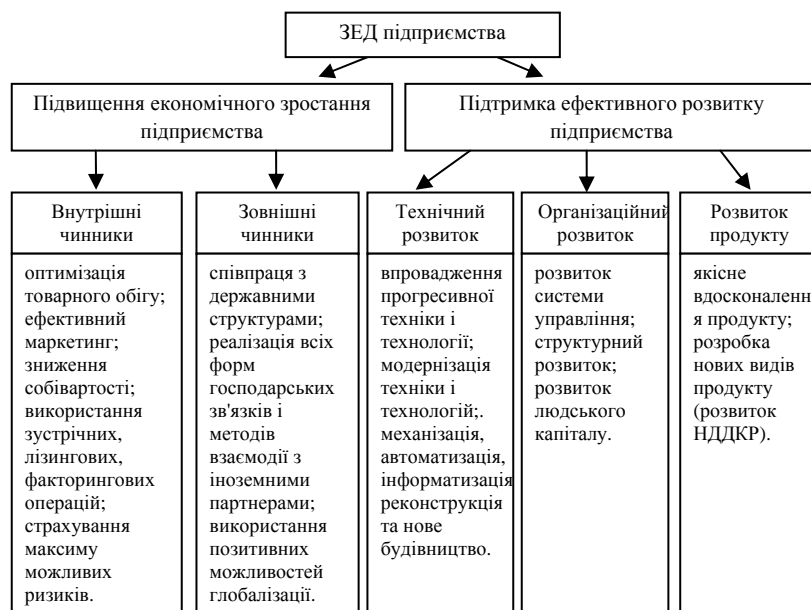 ЗЕД підприємства
Підвищення економічного зростання
підприємства
Підтримка ефективного розвитку
підприємства
Внутрішні
чинники
Зовнішні
чинники
Технічний
розвиток
Організаційний
розвиток
Розвиток
продукту
оптимізація
товарного обігу;
ефективний
маркетинг;
зниження
собівартості;
використання
зустрічних,
лізингових,
факторингових
операцій;
страхування
максиму
можливих
ризиків.
співпраця з
державними
структурами;
реалізація всіх
форм
господарських
зв'язків і
методів
взаємодії з
іноземними
партнерами;
використання
позитивних
можливостей
глобалізації.
впровадження
прогресивної
техніки і
технології;
модернізація
техніки і
технологій;.
механізація,
автоматизація,
інформатизація
реконструкція
та нове
будівництво.
розвиток
системи
управління;
структурний
розвиток;
розвиток
людського
капіталу.
якісне
вдосконален
я продукту;
розробка
нових видів
продукту
(розвиток
НДДКР).